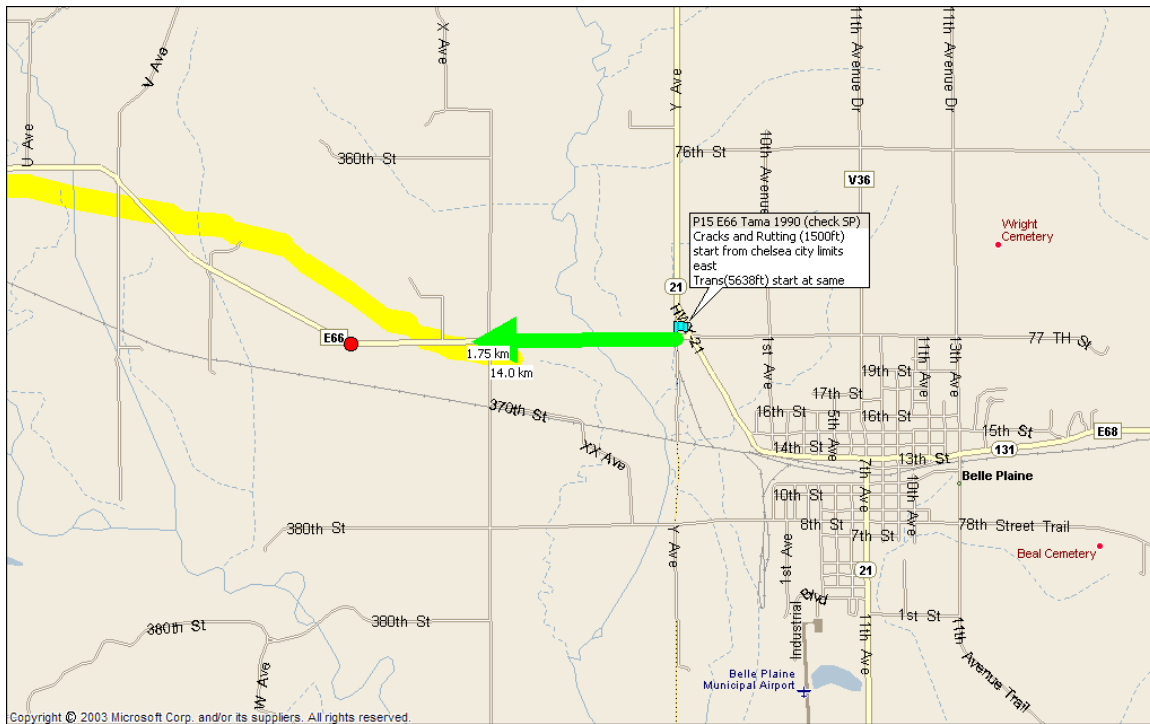 U Ave
V Ave
X Ave
Y Ave
11th Avenue Dr
11th Avenue Dr
10th Avenue
360th St
76th St
V36
P15 E66 Tama 1990 (check SP)
Cracks and Rutting (1500ft)
start from chelsea city limits
east
Trans(5638ft) start at same
Wright
Cemetery
21
HWY 21
E66
1.75 km
14.0 km
77 TH St
1st Ave
11th Ave
13th Ave
19th St
17th St
16th St
5th Ave
16th St
15th St
E68
370th St
14th St
131
13th St
XX Ave
7th Ave
10th Ave
Belle Plaine
10th St
380th St
8th St
78th Street Trail
7th St
Y Ave
1st Ave
Beal Cemetery
21
380th St
380th St
Industrial
Blvd
1st St
W Ave
11th Ave
11th Avenue Trail
Belle Plaine
Municipal Airport
Copyright © 2003 Microsoft Corp. and/or its suppliers. All rights reserved.